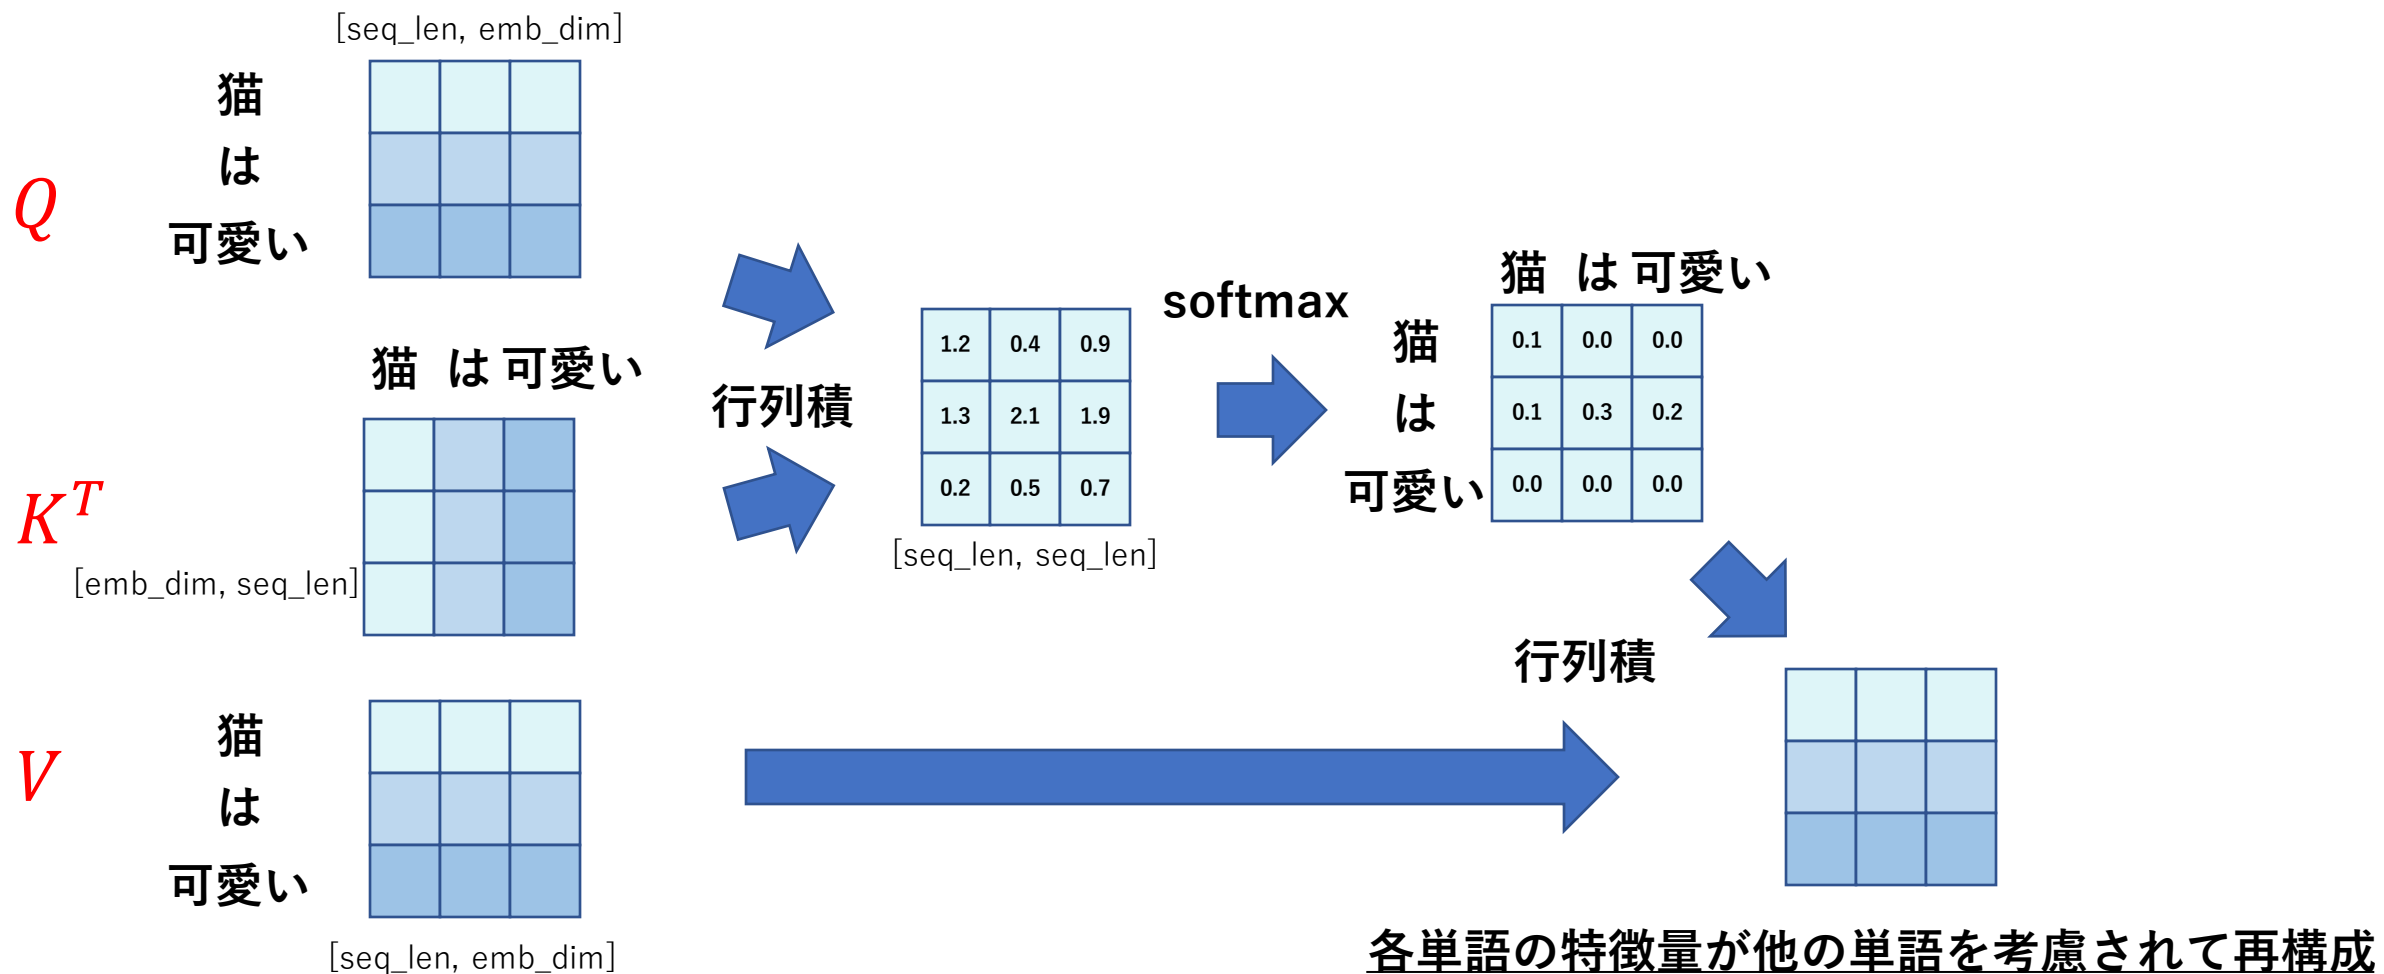 [seq_len, emb_dim]
猫
は
可愛い
Q
猫 は 可愛い
K^T
[emb_dim, seq_len]
猫
は
可愛い
V
[seq_len, emb_dim]
行列積
1.2 0.4 0.9
1.3 2.1 1.9
0.2 0.5 0.7
[seq_len, seq_len]
softmax
猫 は 可愛い
猫 0.1 0.0 0.0
は 0.1 0.3 0.2
可愛い 0.0 0.0 0.0
行列積
各単語の特徴量が他の単語を考慮されて再構成